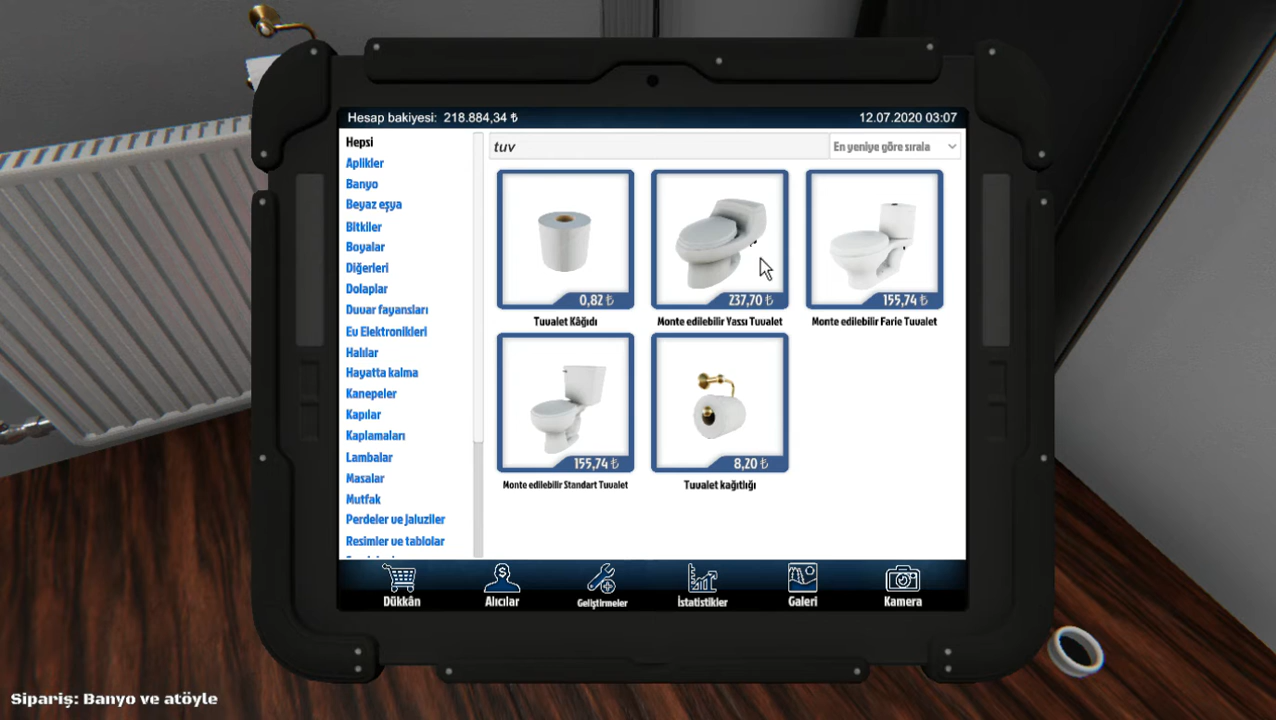 Hesap bakiyesi: 218.884,34 ₺
12.07.2020 03:07
Hepsi
Aplikler
Banyo
Beyaz eşya
Bitkiler
Boyalar
Diğerleri
Dolaplar
Duvar fayansları
Ev Elektronikleri
Halılar
Hayatta kalma
Kanepeler
Kapılar
Kaplamaları
Lambalar
Masalar
Mutfak
Perdeler ve jaluziler
Resimler ve tablolar
tuv
En yeniye göre sırala
0,82 ₺
237,70 ₺
155,74 ₺
Tuvalet Kâğıdı
Monte edilebilir Yassı Tuvalet
Monte edilebilir Farie Tuvalet
155,74 ₺
8,20 ₺
Monte edilebilir Standart Tuvalet
Tuvalet kağıtlığı
Dükkân
Alıcılar
Geliştirmeler
İstatistikler
Galeri
Kamera
Sipariş: Banyo ve atöyle